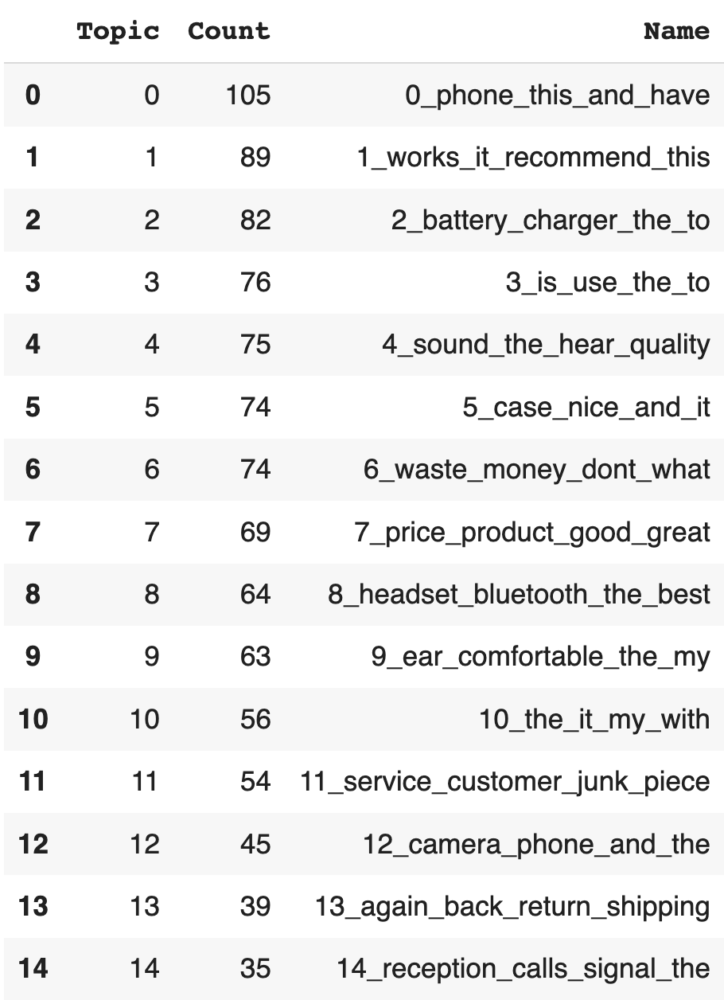 Topic Count Name
0 0 105 0_phone_this_and_have
1 1 89 1_works_it_recommend_this
2 2 82 2_battery_charger_the_to
3 3 76 3_is_use_the_to
4 4 75 4_sound_the_hear_quality
5 5 74 5_case_nice_and_it
6 6 74 6_waste_money_dont_what
7 7 69 7_price_product_good_great
8 8 64 8_headset_bluetooth_the_best
9 9 63 9_ear_comfortable_the_my
10 10 56 10_the_it_my_with
11 11 54 11_service_customer_junk_piece
12 12 45 12_camera_phone_and_the
13 13 39 13_again_back_return_shipping
14 14 35 14_reception_calls_signal_the